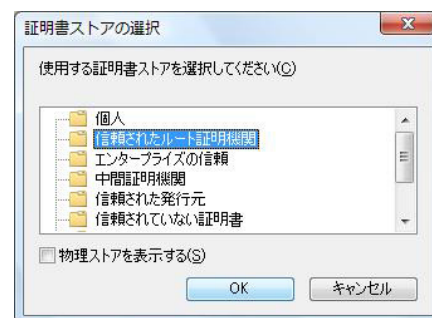 証明書ストアの選択
使用する証明書ストアを選択してください(C)
個人
信頼されたルート証明機関
エンタープライズの信頼
中間証明機関
信頼された発行元
信頼されていない証明書
物理ストアを表示する(S)
OK キャンセル